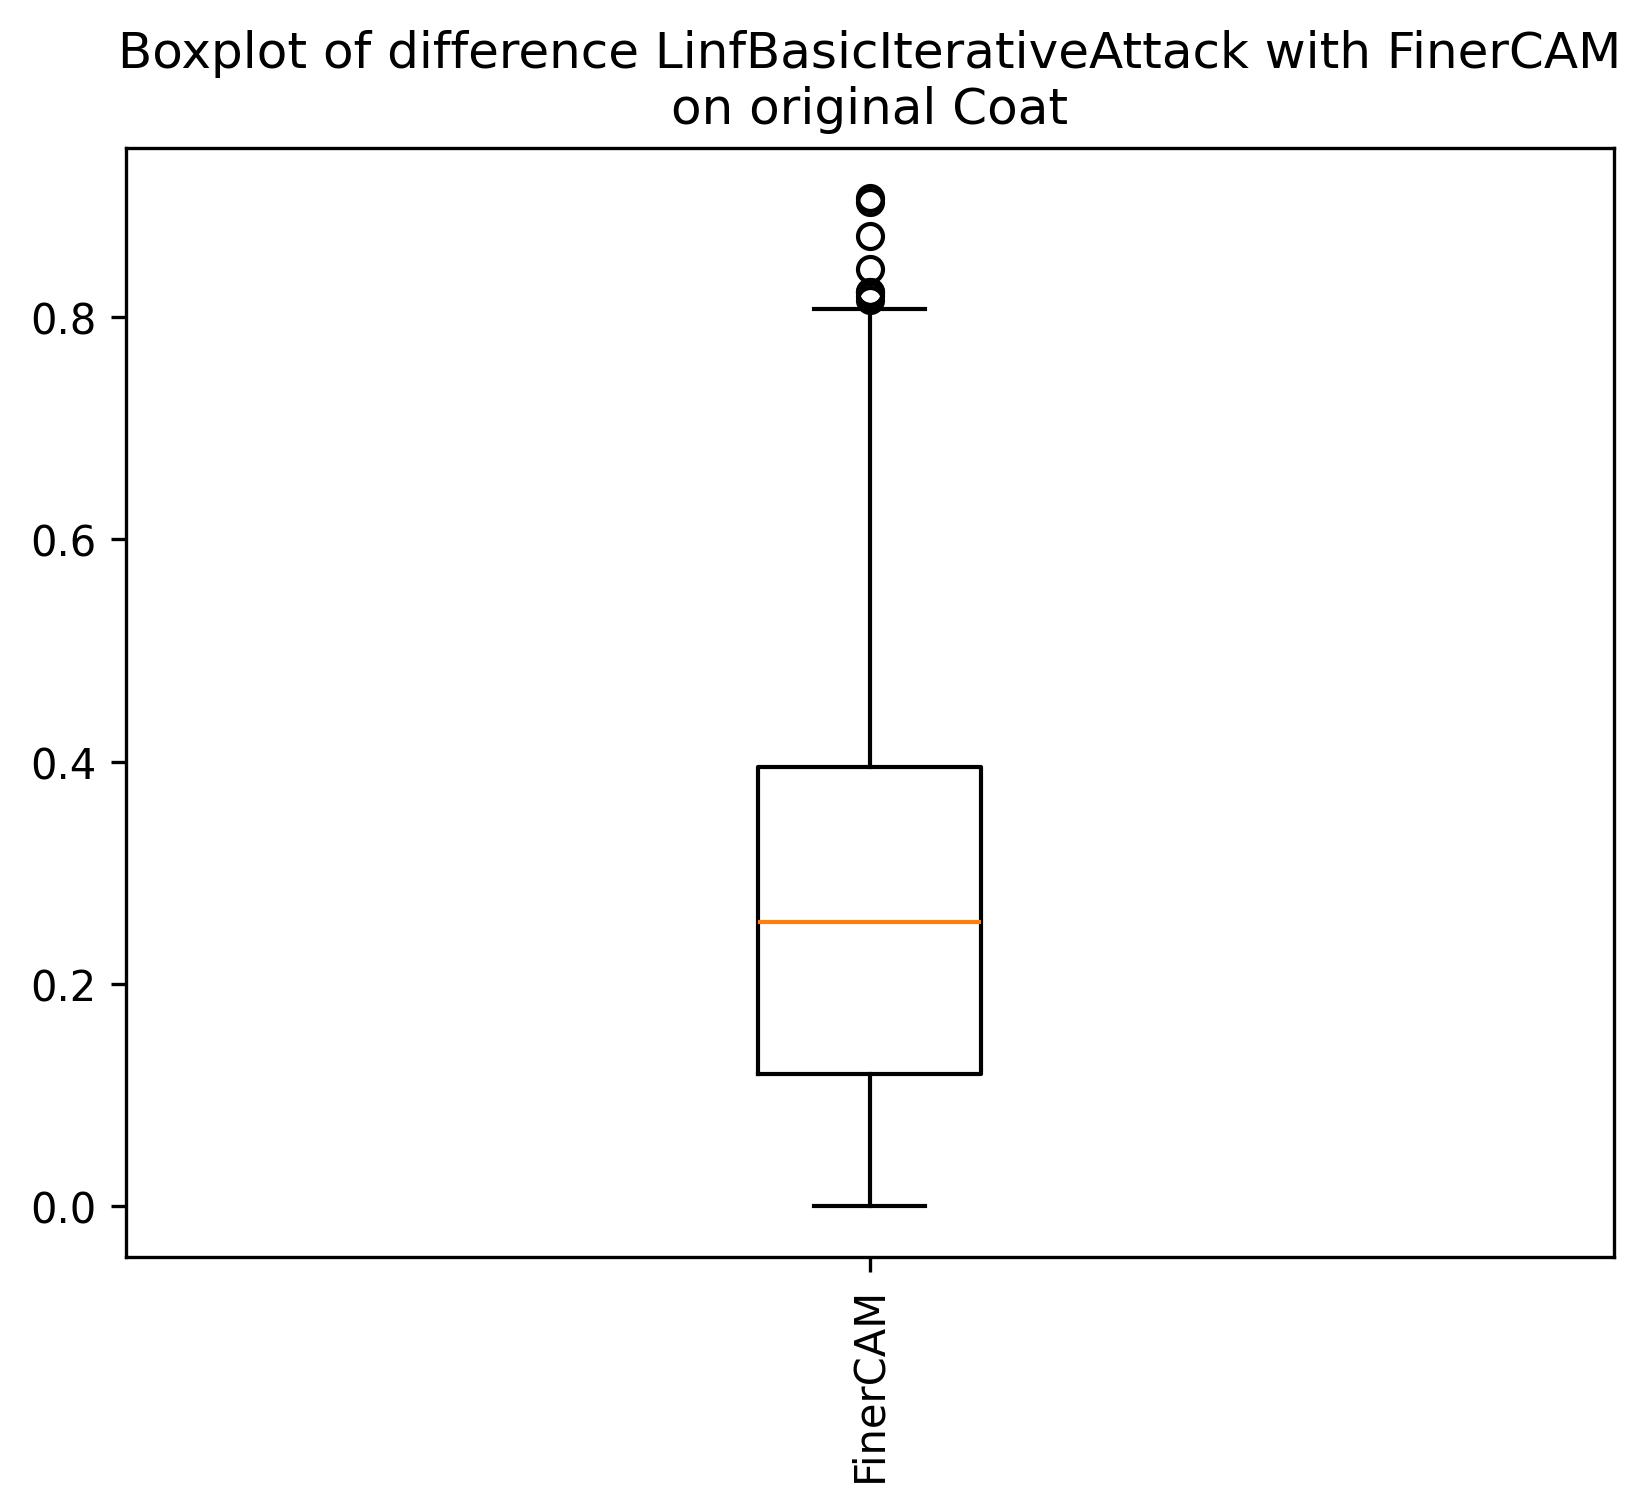 Boxplot of difference LinfBasicIterativeAttack with FinerCAM
on original Coat
0.8
0.6
0.4
0.2
0.0
FinerCAM